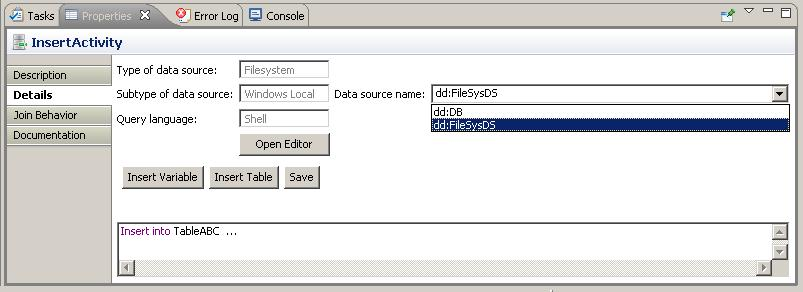 Tasks Properties Error Log Console
InsertActivity
Description
Details
Join Behavior
Documentation
Type of data source: Filesystem
Subtype of data source: Windows Local Data source name: dd:FileSysDS
dd:DB
dd:FileSysDS
Query language: Shell
Open Editor
Insert Variable Insert Table Save
Insert into TableABC ...